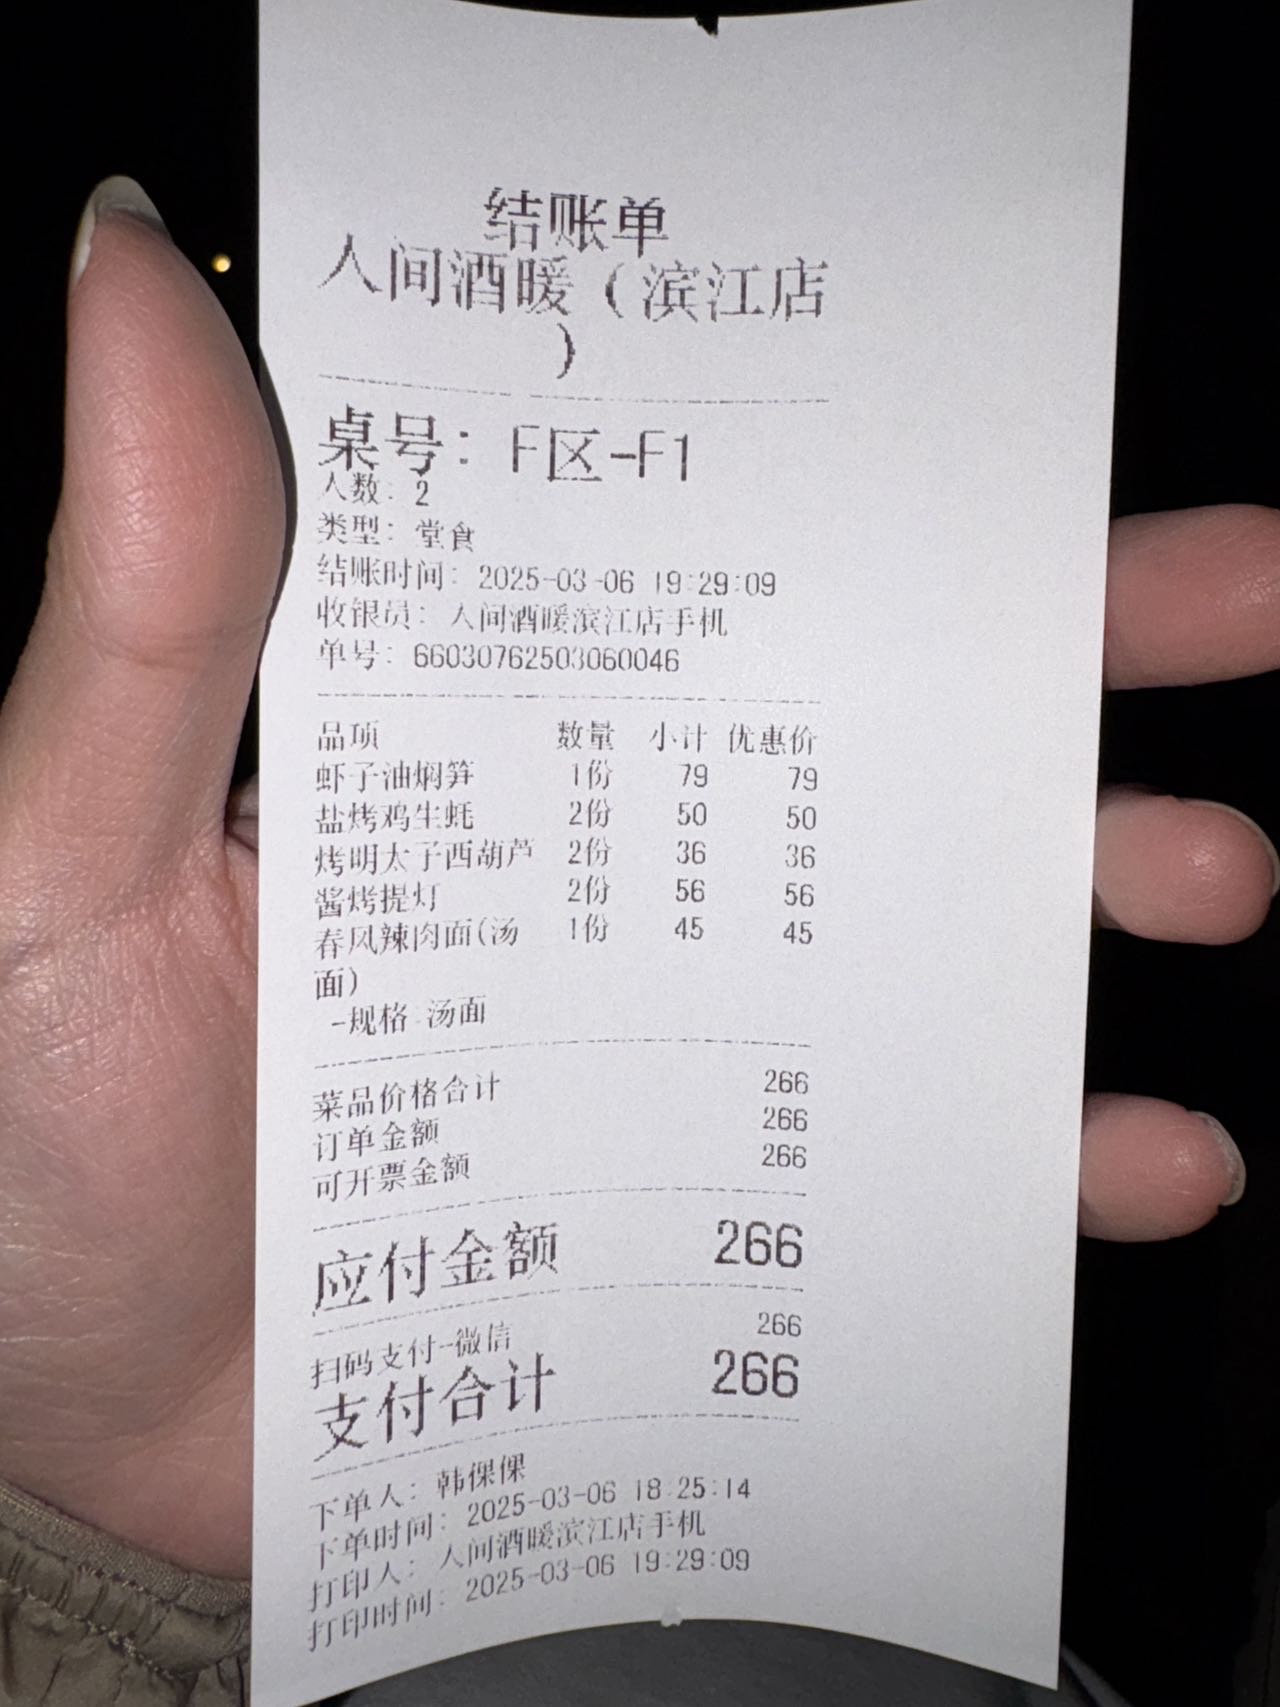 结账单
人间酒暖（滨江店
）
桌号：F区-F1
人数：2
类型：堂食
结账时间：2025-03-06 19:29:09
收银员：人间酒暖滨江店手机
单号：66030762503060046
品项 数量 小计 优惠价
虾子油焖笋 1份 79 79
盐烤鸡生蚝 2份 50 50
烤明太子西葫芦 2份 36 36
酱烤提灯 2份 56 56
春风辣肉面(汤 1份 45 45
面)
-规格:汤面
菜品价格合计 266
订单金额 266
可开票金额 266
应付金额 266
扫码支付-微信 266
支付合计 266
下单人：韩倮倮
下单时间：2025-03-06 18:25:14
打印人：人间酒暖滨江店手机
打印时间：2025-03-06 19:29:09